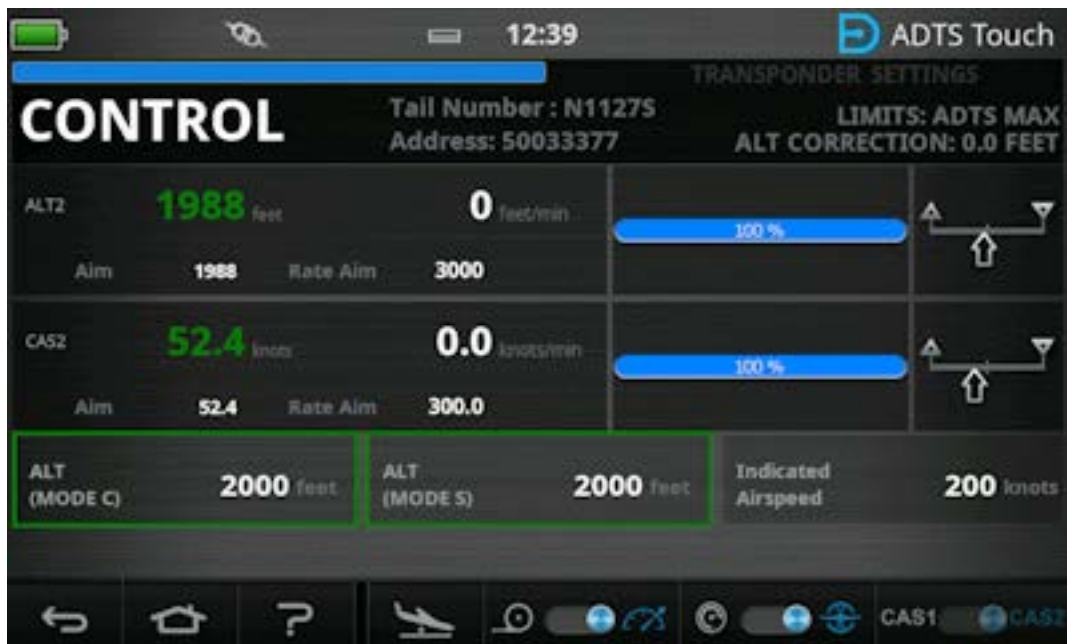 12:39
ADTS Touch
TRANSPONDER SETTINGS
CONTROL
Tail Number : N1127S
Address: 50033377
LIMITS: ADTS MAX
ALT CORRECTION: 0.0 FEET
ALT2 1988 feet 0 feet/min
100 %
Aim 1988 Rate Aim 3000
CAS2 52.4 knots 0.0 knots/min
100 %
Aim 52.4 Rate Aim 300.0
ALT
(MODE C)
2000 feet
ALT
(MODE S)
2000 feet
Indicated
Airspeed
200 knots
?
CAS1 CAS2